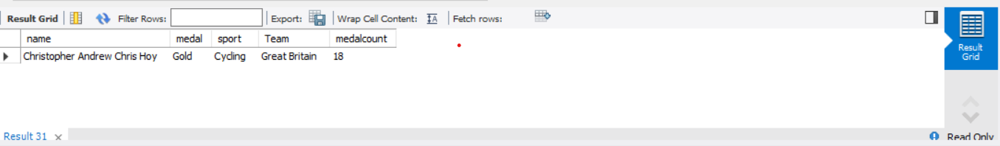 Result Grid Filter Rows: Export: Wrap Cell Content: Fetch rows:
name medal sport Team medalcount
Christopher Andrew Chris Hoy Gold Cycling Great Britain 18
Result
Grid
Result 31 Read Only